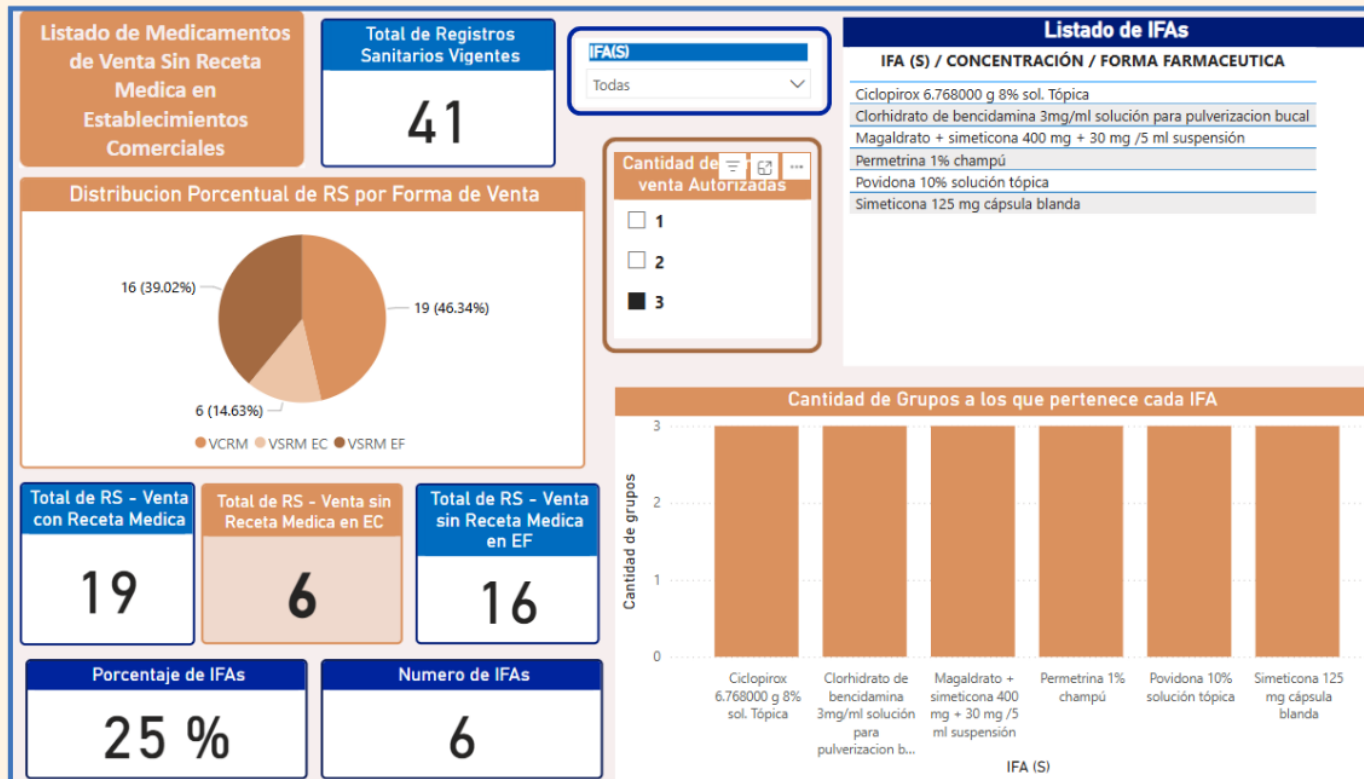 Listado de Medicamentos
de Venta Sin Receta
Medica en
Establecimientos
Comerciales
Total de Registros
Sanitarios Vigentes
41
IFA(S)
Todas
Listado de IFAs
IFA (S) / CONCENTRACIÓN / FORMA FARMACEUTICA
Ciclopirox 6.768000 g 8% sol. Tópica
Clorhidrato de bencidamina 3mg/ml solución para pulverizacion bucal
Magaldrato + simeticona 400 mg + 30 mg /5 ml suspensión
Permetrina 1% champú
Povidona 10% solución tópica
Simeticona 125 mg cápsula blanda
Cantidad de
venta Autorizadas
1
2
3
Distribucion Porcentual de RS por Forma de Venta
16 (39.02%)
19 (46.34%)
6 (14.63%)
VCRM VSRM EC VSRM EF
Total de RS - Venta
con Receta Medica
19
Total de RS - Venta sin
Receta Medica en EC
6
Total de RS - Venta
sin Receta Medica
en EF
16
Porcentaje de IFAs
25 %
Numero de IFAs
6
Cantidad de Grupos a los que pertenece cada IFA
Cantidad de grupos
3
2
1
0
Ciclopirox
6.768000 g 8%
sol. Tópica
Clorhidrato de
bencidamina
3mg/ml solución
para
pulverizacion b...
Magaldrato +
simeticona 400
mg + 30 mg /5
ml suspensión
Permetrina 1%
champú
Povidona 10%
solución tópica
Simeticona 125
mg cápsula
blanda
IFA (S)